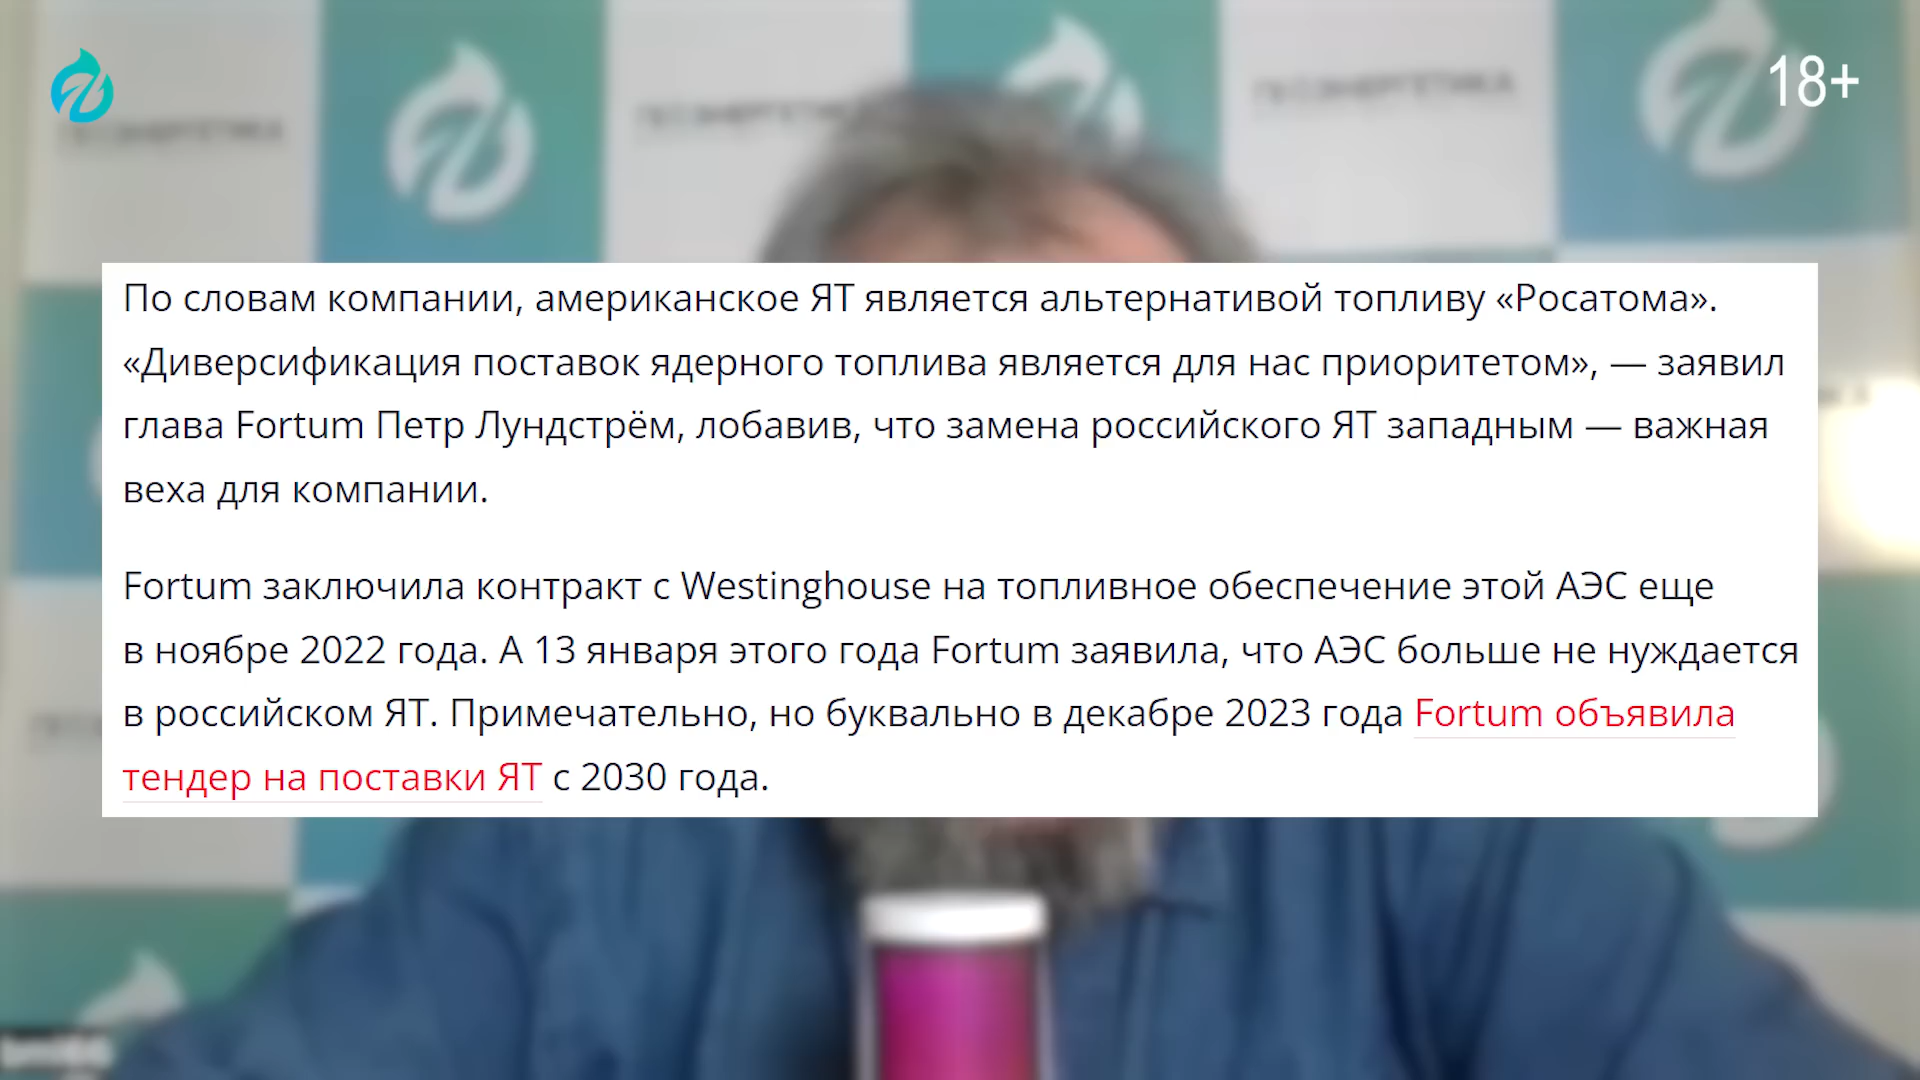 18+
ГЕОЭНЕРГЕТИКА
ГЕОЭНЕРГЕТИКА
ГЕОЭНЕРГЕТИКА
По словам компании, американское ЯТ является альтернативой топливу «Росатома».
«Диверсификация поставок ядерного топлива является для нас приоритетом», — заявил
глава Fortum Петр Лундстрём, лобавив, что замена российского ЯТ западным — важная
веха для компании.
Fortum заключила контракт с Westinghouse на топливное обеспечение этой АЭС еще
в ноябре 2022 года. А 13 января этого года Fortum заявила, что АЭС больше не нуждается
в российском ЯТ. Примечательно, но буквально в декабре 2023 года Fortum объявила
тендер на поставки ЯТ с 2030 года.